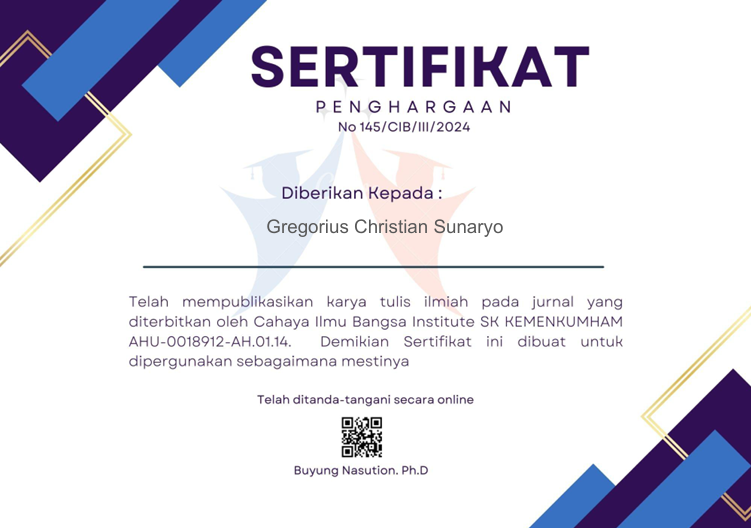 SERTIFIKAT
PENGHARGAAN
No 145/CIB/III/2024
Diberikan Kepada :
Gregorius Christian Sunaryo
Telah mempublikasikan karya tulis ilmiah pada jurnal yang
diterbitkan oleh Cahaya Ilmu Bangsa Institute SK KEMENKUMHAM
AHU-0018912-AH.01.14. Demikian Sertifikat ini dibuat untuk
dipergunakan sebagaimana mestinya
Telah ditanda-tangani secara online
Buyung Nasution. Ph.D